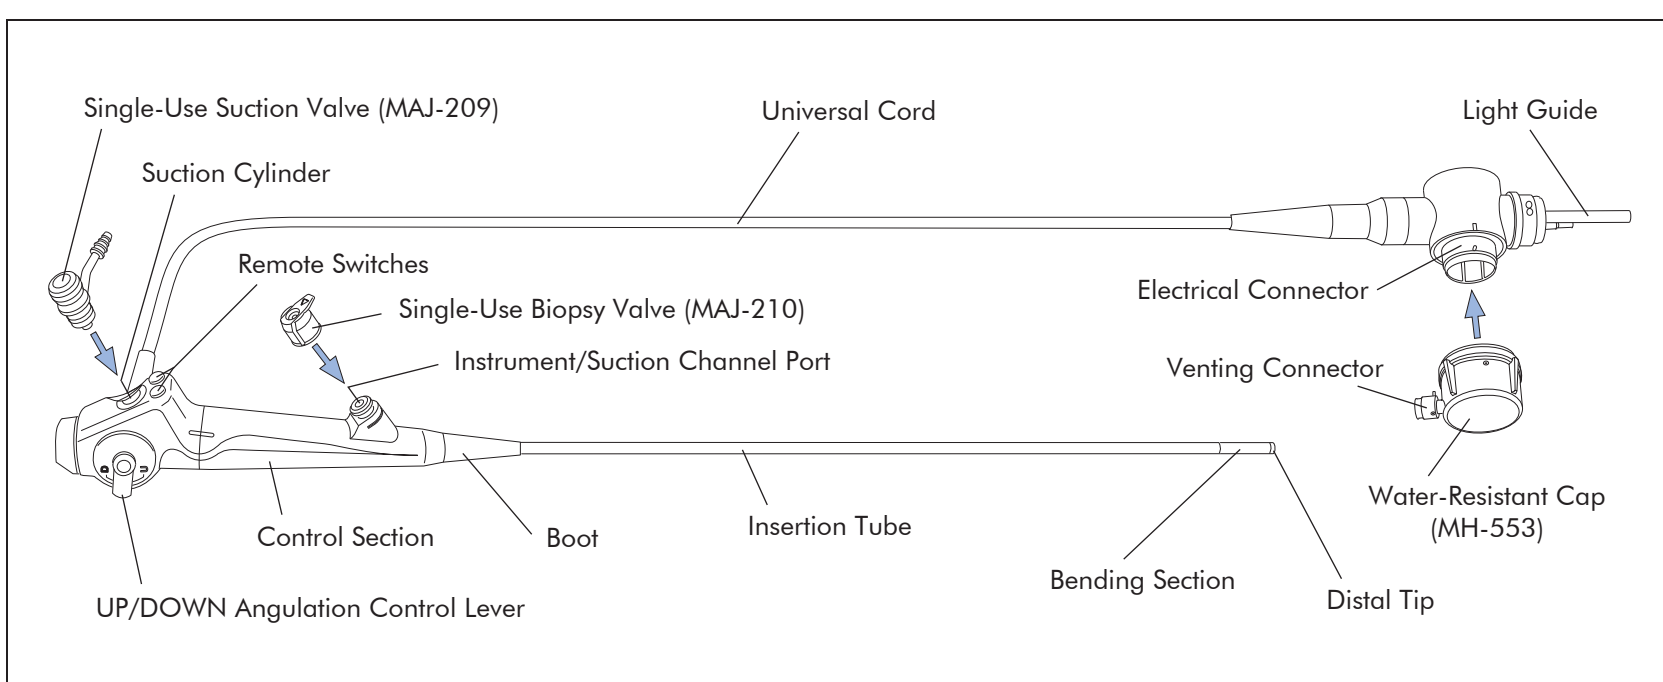 Single-Use Suction Valve (MAJ-209)
Universal Cord
Light Guide
Suction Cylinder
Remote Switches
Electrical Connector
Single-Use Biopsy Valve (MAJ-210)
Instrument/Suction Channel Port
Venting Connector
D U
Water-Resistant Cap
(MH-553)
Insertion Tube
Control Section
Boot
Bending Section
Distal Tip
UP/DOWN Angulation Control Lever